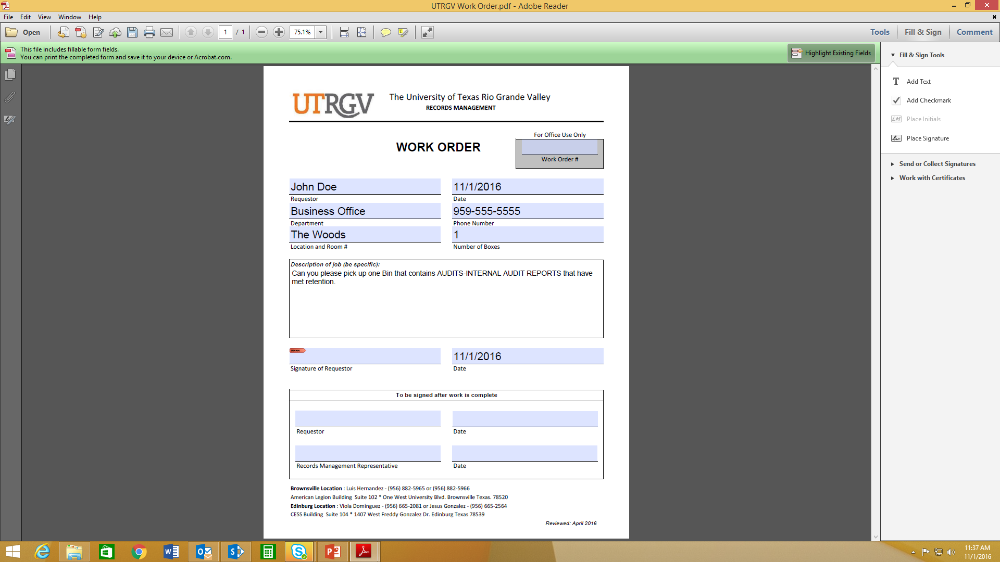 UTRGV Work Order.pdf - Adobe Reader
File Edit View Window Help
Open 1 / 1 75.1% Tools Fill & Sign Comment
This file includes fillable form fields.
You can print the completed form and save it to your device or Acrobat.com.
Highlight Existing Fields
Fill & Sign Tools
T Add Text
Add Checkmark
LM Place Initials
Place Signature
Send or Collect Signatures
Work with Certificates
UTRGV
The University of Texas Rio Grande Valley
RECORDS MANAGEMENT
WORK ORDER
For Office Use Only
Work Order #
John Doe 11/1/2016
Requestor Date
Business Office 959-555-5555
Department Phone Number
The Woods 1
Location and Room # Number of Boxes
Description of job (be specific):
Can you please pick up one Bin that contains AUDITS-INTERNAL AUDIT REPORTS that have
met retention.
11/1/2016
Signature of Requestor Date
To be signed after work is complete
Requestor Date
Records Management Representative Date
Brownsville Location : Luis Hernandez - (956) 882-5965 or (956) 882-5966
American Legion Building Suite 102 * One West University Blvd. Brownsville Texas. 78520
Edinburg Location : Viola Dominguez - (956) 665-2081 or Jesus Gonzalez - (956) 665-2564
CESS Building Suite 104 * 1407 West Freddy Gonzalez Dr. Edinburg Texas 78539
Reviewed: April 2016
11:37 AM
11/1/2016